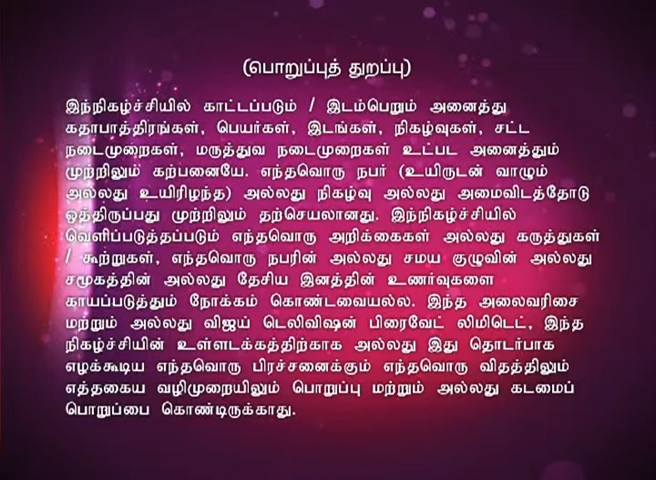 (பொறுப்புத் துறப்பு)
இந்நிகழ்ச்சியில் காட்டப்படும் / இடம்பெறும் அனைத்து
கதாபாத்திரங்கள், பெயர்கள், இடங்கள், நிகழ்வுகள், சட்ட
நடைமுறைகள், மருத்துவ நடைமுறைகள் உட்பட அனைத்தும்
முற்றிலும் கற்பனையே. எந்தவொரு நபர் (உயிருடன் வாழும்
அல்லது உயிரிழந்த) அல்லது நிகழ்வு அல்லது அமைவிடத்தோடு
ஒத்திருப்பது முற்றிலும் தற்செயலானது. இந்நிகழ்ச்சியில்
வெளிப்படுத்தப்படும் எந்தவொரு அறிக்கைகள் அல்லது கருத்துகள்
/ கூற்றுகள், எந்தவொரு நபரின் அல்லது சமய குழுவின் அல்லது
சமூகத்தின் அல்லது தேசிய இனத்தின் உணர்வுகளை
காயப்படுத்தும் நோக்கம் கொண்டவையல்ல. இந்த அலைவரிசை
மற்றும் அல்லது விஜய் டெலிவிஷன் பிரைவேட் லிமிடெட், இந்த
நிகழ்ச்சியின் உள்ளடக்கத்திற்காக அல்லது இது தொடர்பாக
எழக்கூடிய எந்தவொரு பிரச்சனைக்கும் எந்தவொரு விதத்திலும்
எத்தகைய வழிமுறையிலும் பொறுப்பு மற்றும் அல்லது கடமைப்
பொறுப்பை கொண்டிருக்காது.